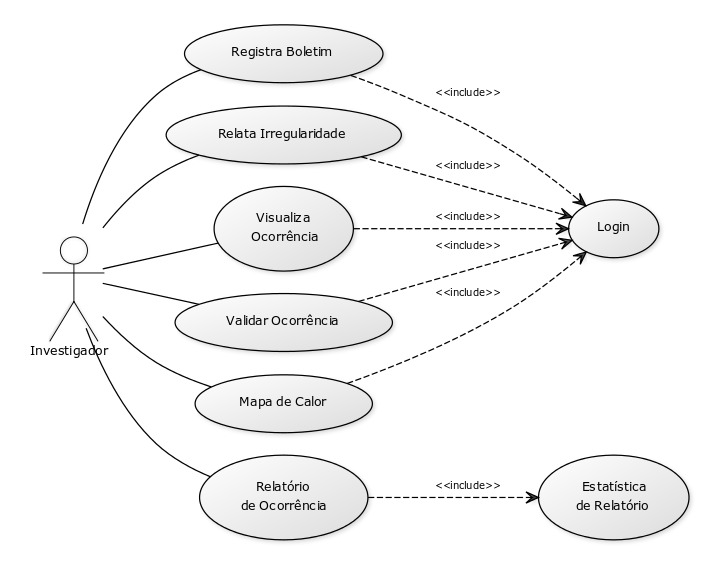 Registra Boletim
<<include>>
Relata Irregularidade
<<include>>
Visualiza
Ocorrência
<<include>>
Login
<<include>>
Validar Ocorrência
<<include>>
Investigador
Mapa de Calor
Relatório
de Ocorrência
<<include>>
Estatística
de Relatório